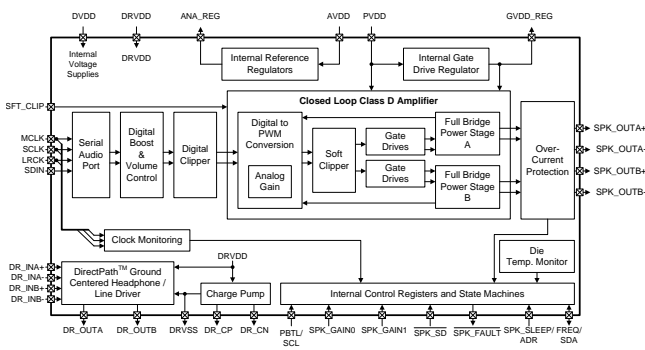 DVDD
DRVDD
ANA_REG
AVDD
PVDD
GVDD_REG
Internal
Voltage
Supplies
DRVDD
Internal Reference
Regulators
Internal Gate
Drive Regulator
SFT_CLIP
Closed Loop Class D Amplifier
MCLK
SCLK
LRCK
SDIN
Serial
Audio
Port
Digital
Boost
&
Volume
Control
Digital
Clipper
Digital to
PWM
Conversion
Analog
Gain
Soft
Clipper
Gate
Drives
Gate
Drives
Full Bridge
Power Stage
A
Full Bridge
Power Stage
B
Over-
Current
Protection
SPK_OUTA+
SPK_OUTA-
SPK_OUTB+
SPK_OUTB-
Clock Monitoring
Die
Temp. Monitor
DRVDD
DR_INA+
DR_INA-
DR_INB+
DR_INB-
DirectPath™ Ground
Centered Headphone /
Line Driver
Charge Pump
Internal Control Registers and State Machines
DR_OUTA
DR_OUTB
DRVSS
DR_CP
DR_CN
PBTL/
SCL
SPK_GAIN0
SPK_GAIN1
SPK_SD
SPK_FAULT
SPK_SLEEP/
ADR
FREQ/
SDA